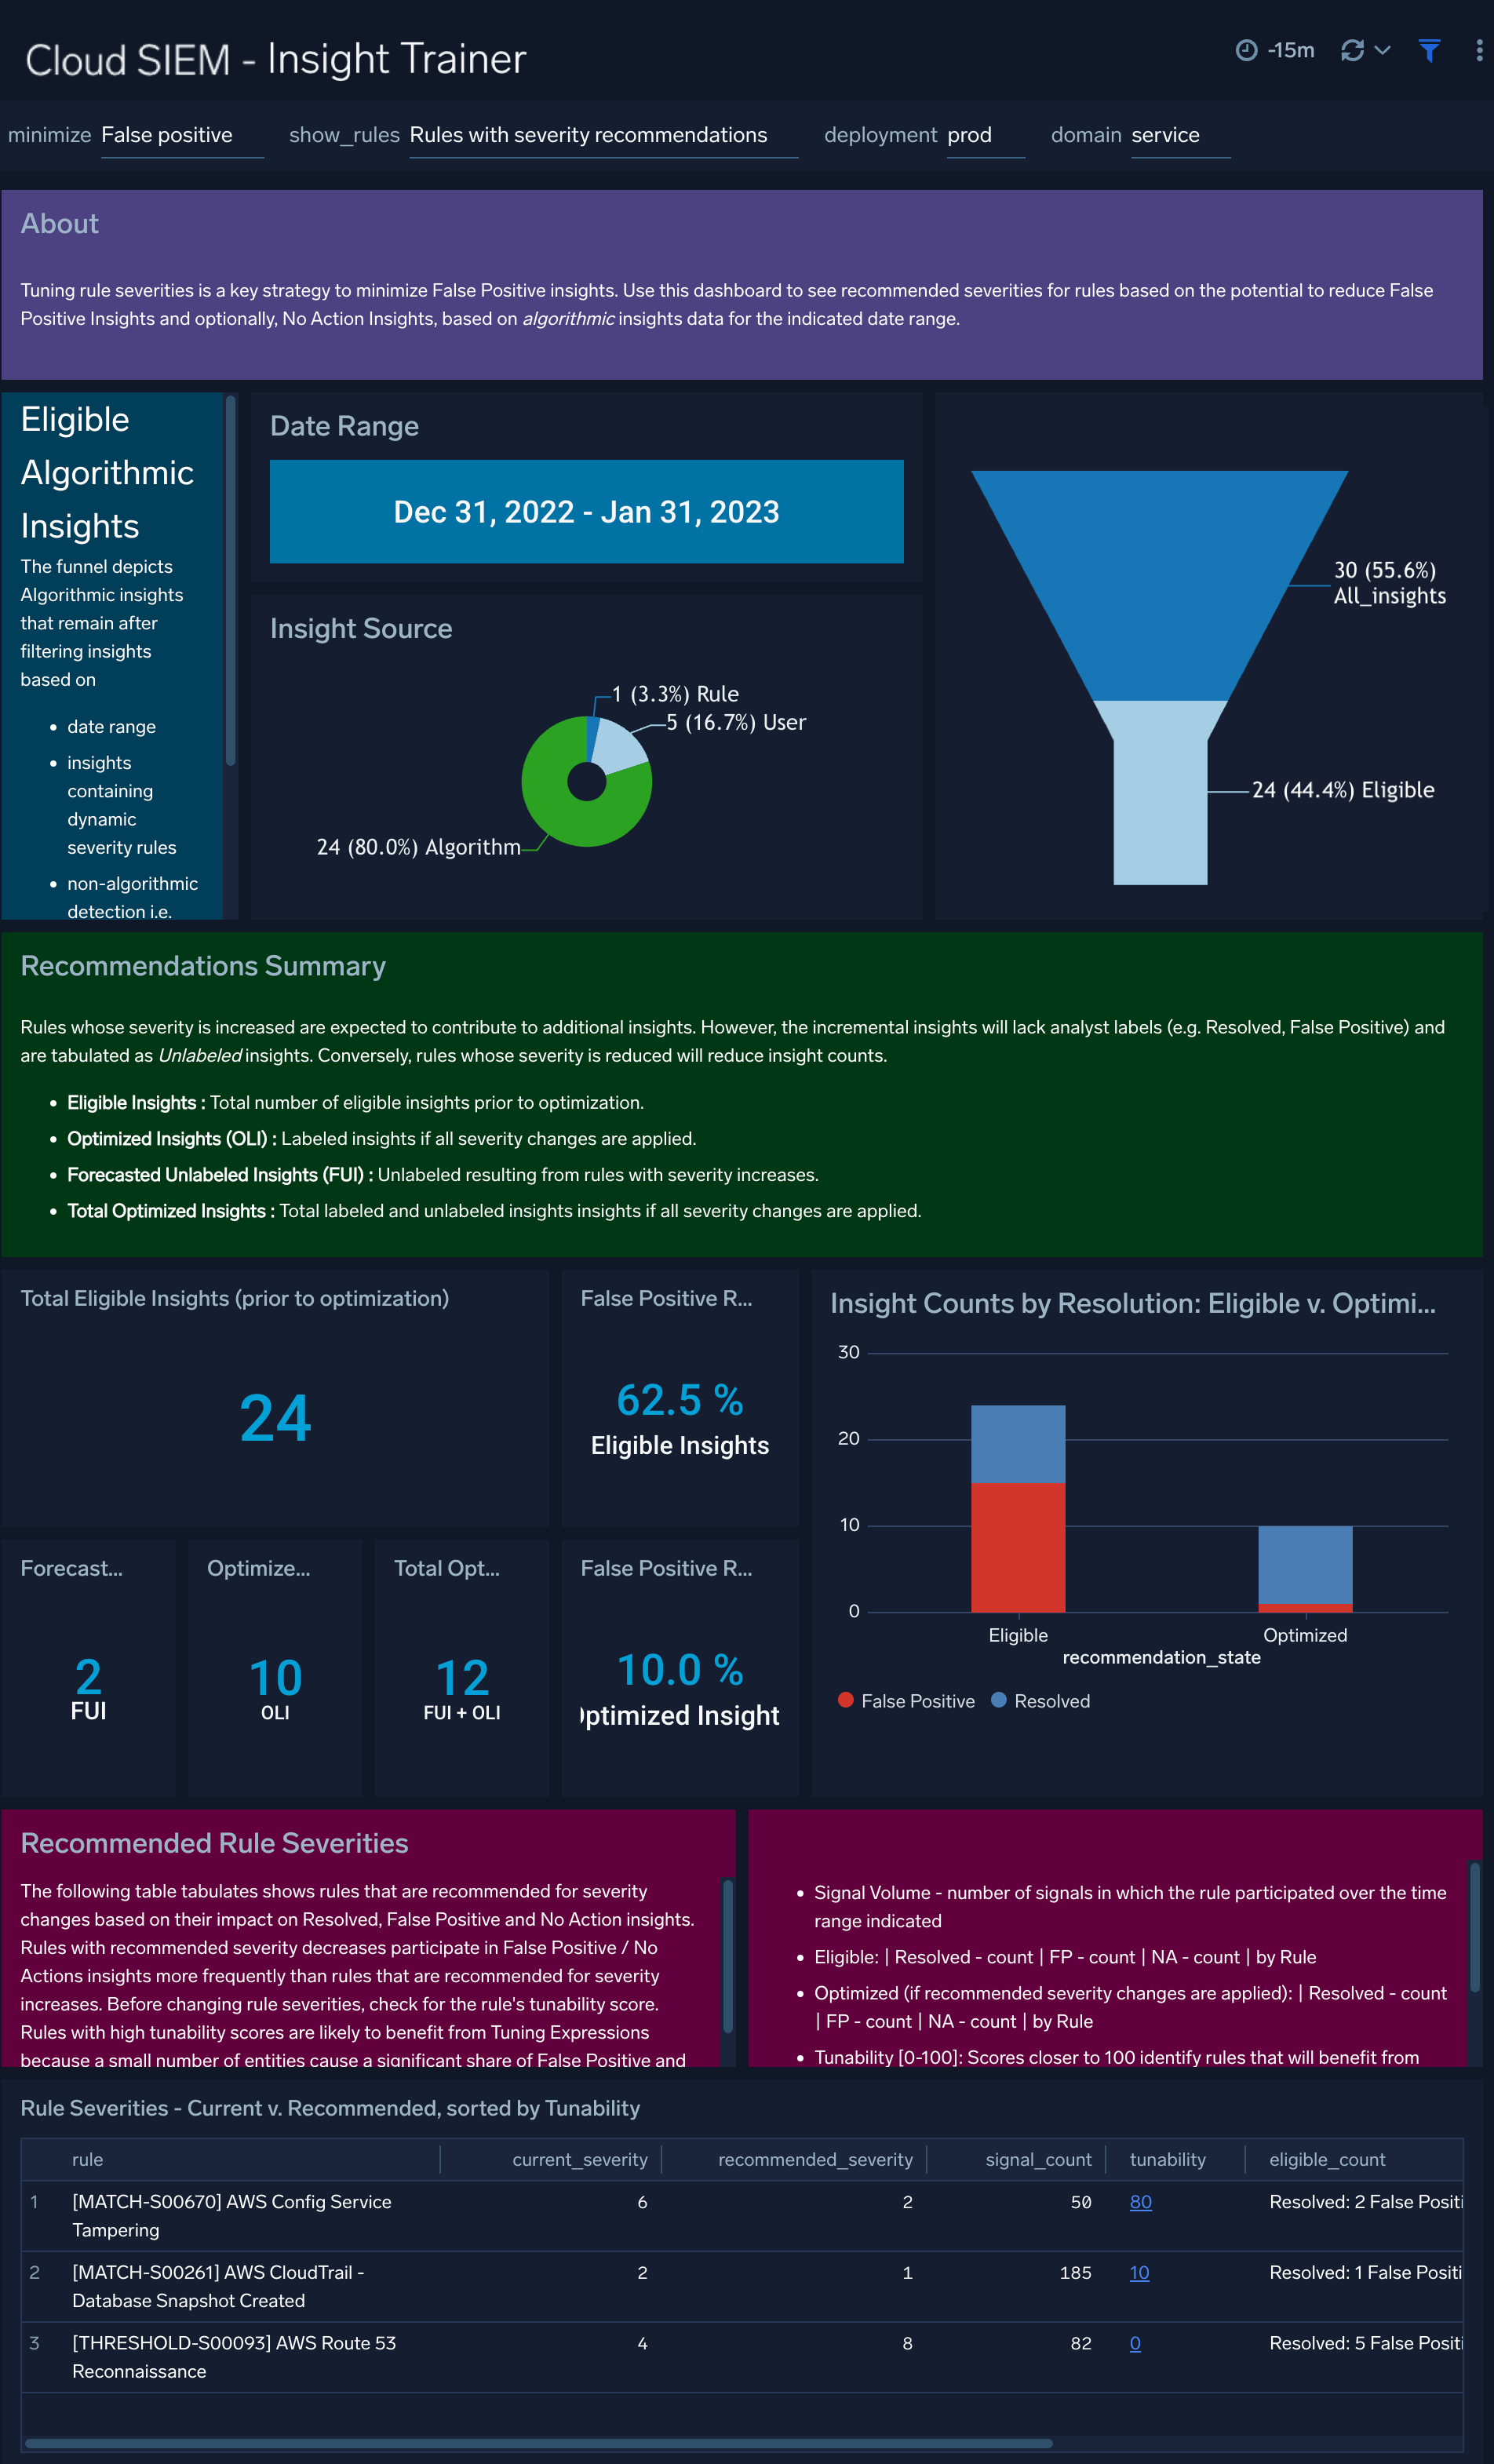 Cloud SIEM - Insight Trainer
-15m
minimize False positive show_rules Rules with severity recommendations deployment prod domain service
About
Tuning rule severities is a key strategy to minimize False Positive insights. Use this dashboard to see recommended severities for rules based on the potential to reduce False
Positive Insights and optionally, No Action Insights, based on algorithmic insights data for the indicated date range.
Eligible
Algorithmic
Insights
The funnel depicts
Algorithmic insights
that remain after
filtering insights
based on
• date range
• insights
containing
dynamic
severity rules
• non-algorithmic
detection i.e.
Date Range
Dec 31, 2022 - Jan 31, 2023
Insight Source
1 (3.3%) Rule
5 (16.7%) User
24 (80.0%) Algorithm
30 (55.6%)
All_insights
24 (44.4%) Eligible
Recommendations Summary
Rules whose severity is increased are expected to contribute to additional insights. However, the incremental insights will lack analyst labels (e.g. Resolved, False Positive) and
are tabulated as Unlabeled insights. Conversely, rules whose severity is reduced will reduce insight counts.
• Eligible Insights : Total number of eligible insights prior to optimization.
• Optimized Insights (OLI) : Labeled insights if all severity changes are applied.
• Forecasted Unlabeled Insights (FUI) : Unlabeled resulting from rules with severity increases.
• Total Optimized Insights : Total labeled and unlabeled insights insights if all severity changes are applied.
Total Eligible Insights (prior to optimization)
24
False Positive R...
62.5 %
Eligible Insights
Forecast...
2
FUI
Optimize...
10
OLI
Total Opt...
12
FUI + OLI
False Positive R...
10.0 %
ptimized Insight
Insight Counts by Resolution: Eligible v. Optimi...
30
20
10
0
Eligible Optimized
recommendation_state
False Positive Resolved
Recommended Rule Severities
The following table tabulates shows rules that are recommended for severity
changes based on their impact on Resolved, False Positive and No Action insights.
Rules with recommended severity decreases participate in False Positive / No
Actions insights more frequently than rules that are recommended for severity
increases. Before changing rule severities, check for the rule's tunability score.
Rules with high tunability scores are likely to benefit from Tuning Expressions
because a small number of entities cause a significant share of False Positive and
• Signal Volume - number of signals in which the rule participated over the time
range indicated
• Eligible: | Resolved - count | FP - count | NA - count | by Rule
• Optimized (if recommended severity changes are applied): | Resolved - count
| FP - count | NA - count | by Rule
• Tunability [0-100]: Scores closer to 100 identify rules that will benefit from
Rule Severities - Current v. Recommended, sorted by Tunability
rule current_severity recommended_severity signal_count tunability eligible_count
1 [MATCH-S00670] AWS Config Service 6 2 50 80 Resolved: 2 False Positi
Tampering
2 [MATCH-S00261] AWS CloudTrail - 2 1 185 10 Resolved: 1 False Positi
Database Snapshot Created
3 [THRESHOLD-S00093] AWS Route 53 4 8 82 0 Resolved: 5 False Positi
Reconnaissance